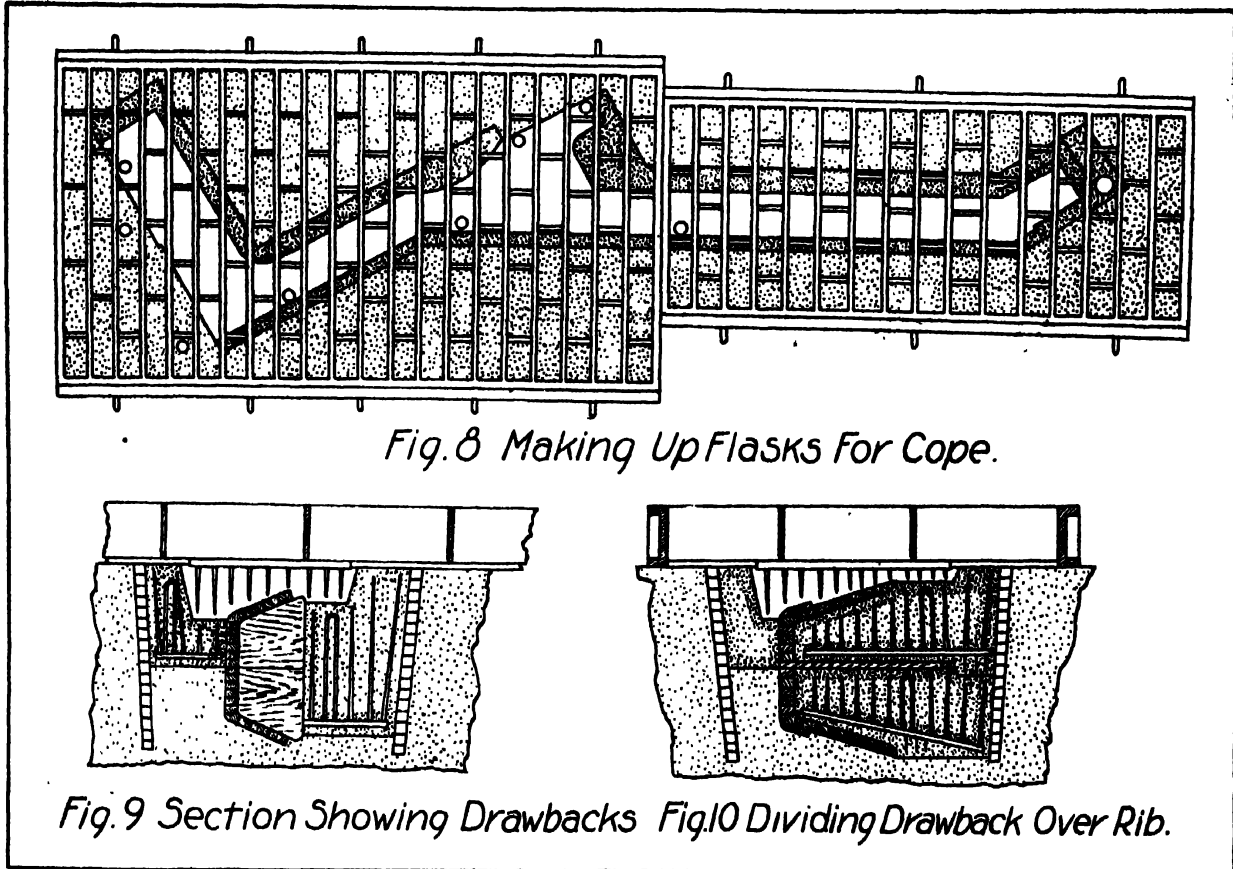 Fig. 8 Making Up Flasks For Cope.
Fig. 9 Section Showing Drawbacks
Fig.10 Dividing Drawback Over Rib.